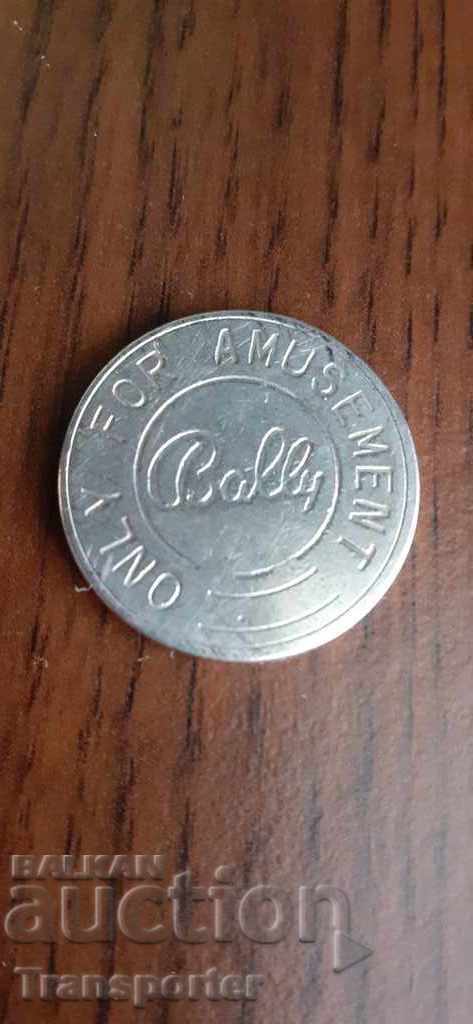 ONLY FOR AMUSEMENT
Bally
BALKAN
auction
Transporter